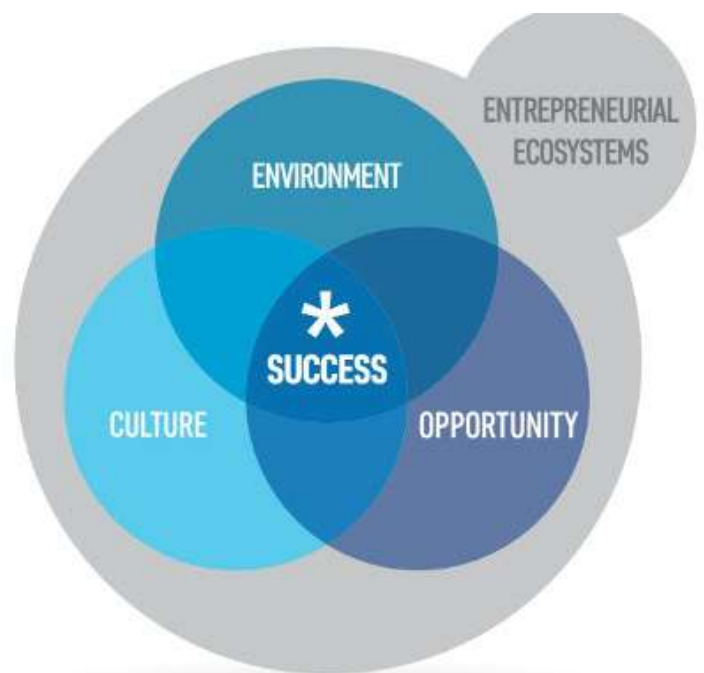 ENTREPRENEURIAL
ECOSYSTEMS
ENVIRONMENT
*
SUCCESS
CULTURE
OPPORTUNITY